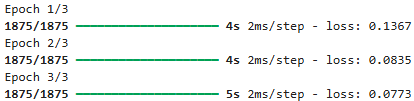 Epoch 1/3
1875/1875 ━━━━━━━━━━━━━━━━━━━━ 4s 2ms/step - loss: 0.1367
Epoch 2/3
1875/1875 ━━━━━━━━━━━━━━━━━━━━ 4s 2ms/step - loss: 0.0835
Epoch 3/3
1875/1875 ━━━━━━━━━━━━━━━━━━━━ 5s 2ms/step - loss: 0.0773